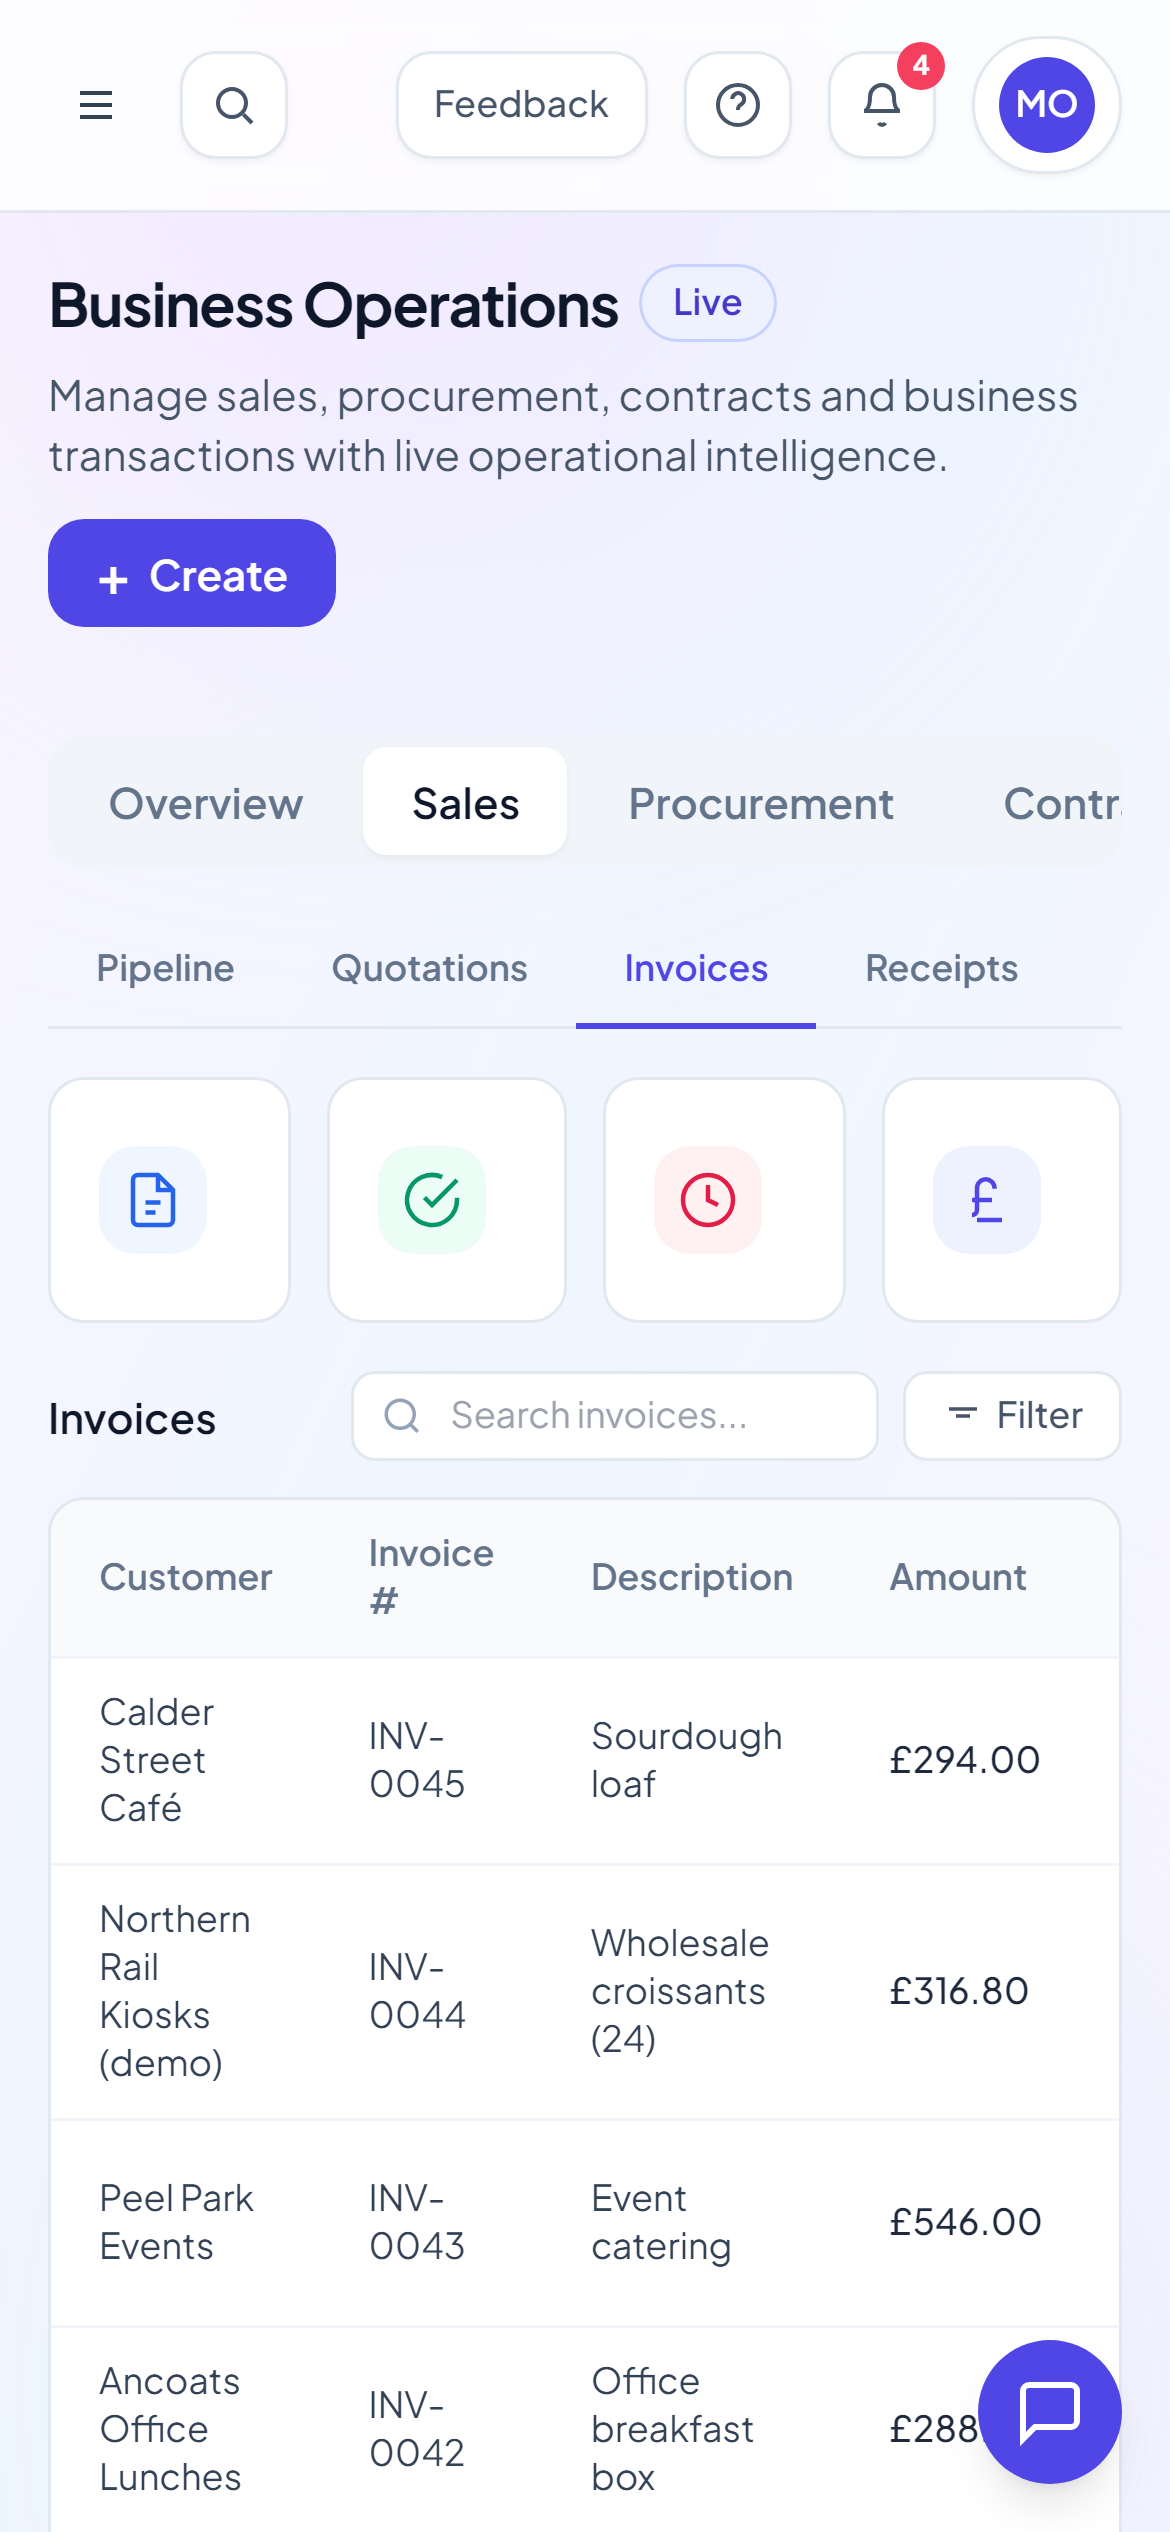 Feedback
4
MO
Business Operations
Live
Manage sales, procurement, contracts and business
transactions with live operational intelligence.
+ Create
Overview
Sales
Procurement
Contr
Pipeline
Quotations
Invoices
Receipts
£
Invoices
Search invoices...
Filter
Customer
Invoice
#
Description
Amount
Calder
Street
Café
INV-
0045
Sourdough
loaf
£294.00
Northern
Rail
Kiosks
(demo)
INV-
0044
Wholesale
croissants
(24)
£316.80
Peel Park
Events
INV-
0043
Event
catering
£546.00
Ancoats
Office
Lunches
INV-
0042
Office
breakfast
box
£288